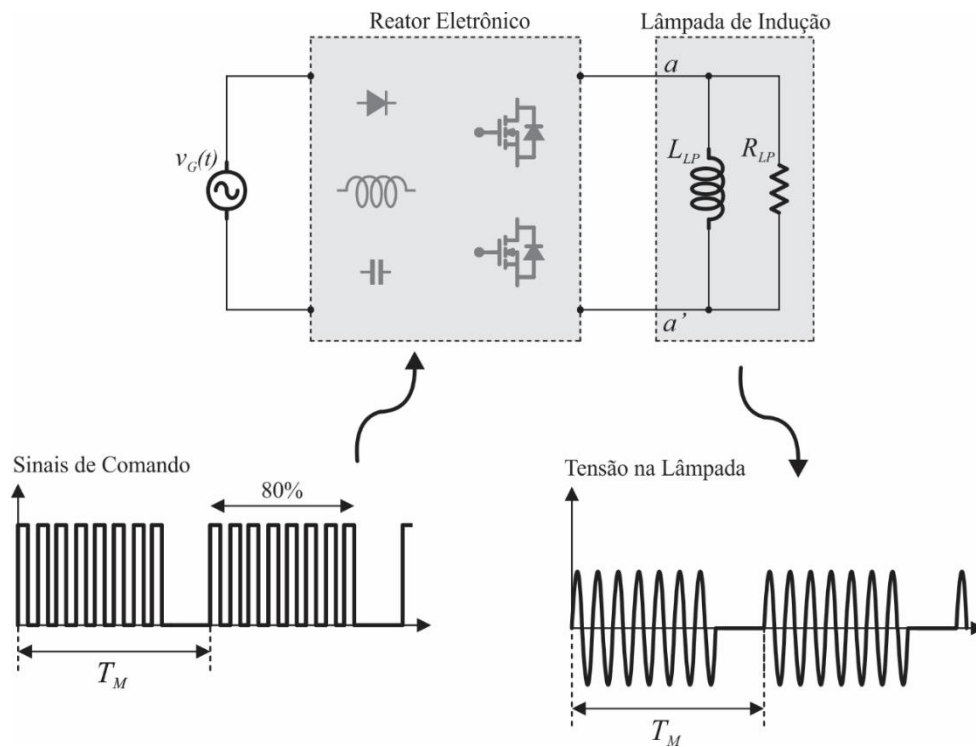 Reator Eletrônico
Lâmpada de Indução
a
v_G(t)
L_LP
R_LP
a’
Sinais de Comando
80%
T_M
Tensão na Lâmpada
T_M